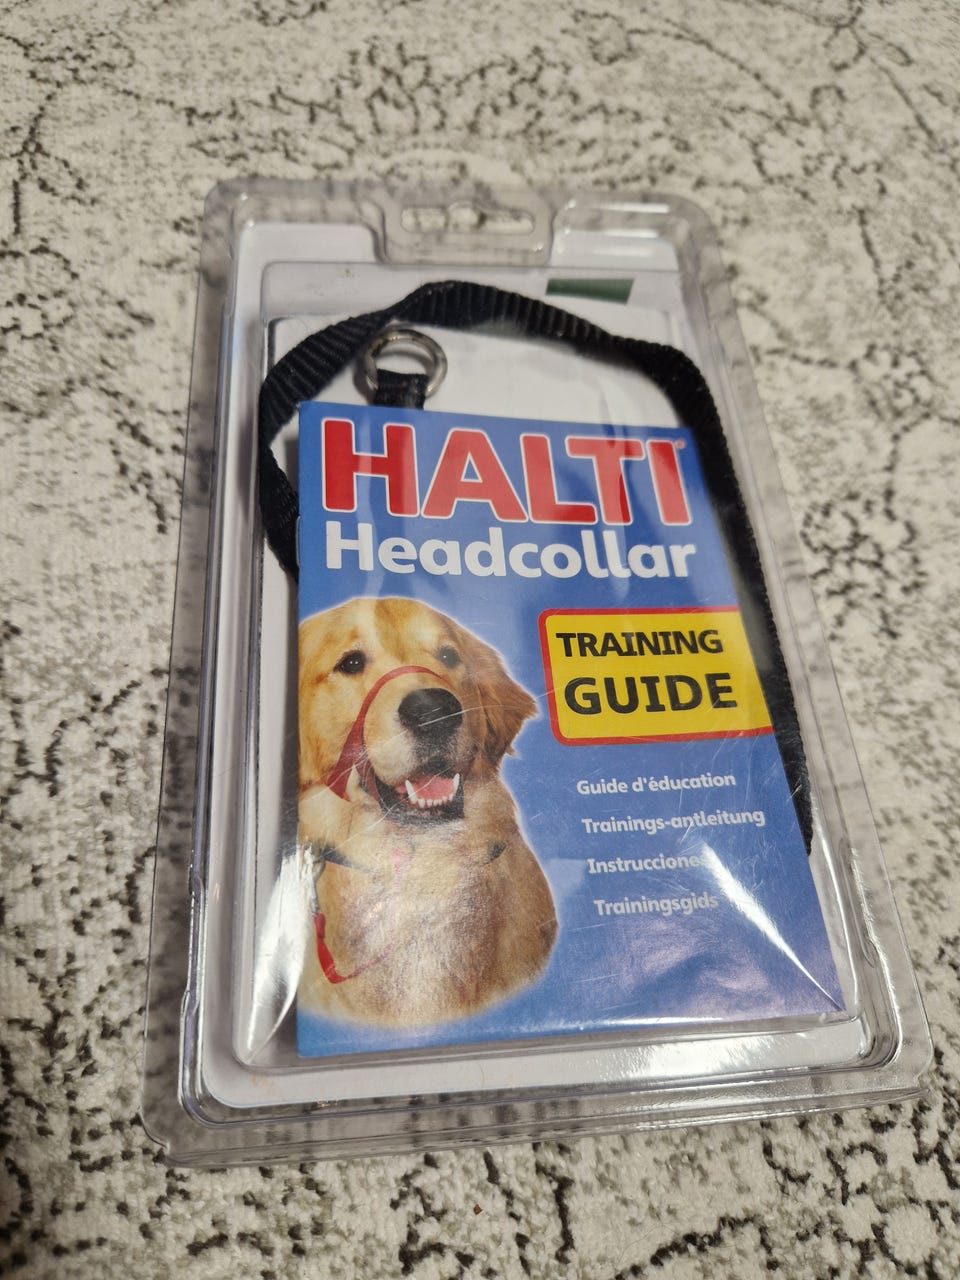 HALTI®
Headcollar
TRAINING
GUIDE
Guide d'éducation
Trainings-antleitung
Instrucciones
Trainingsgids